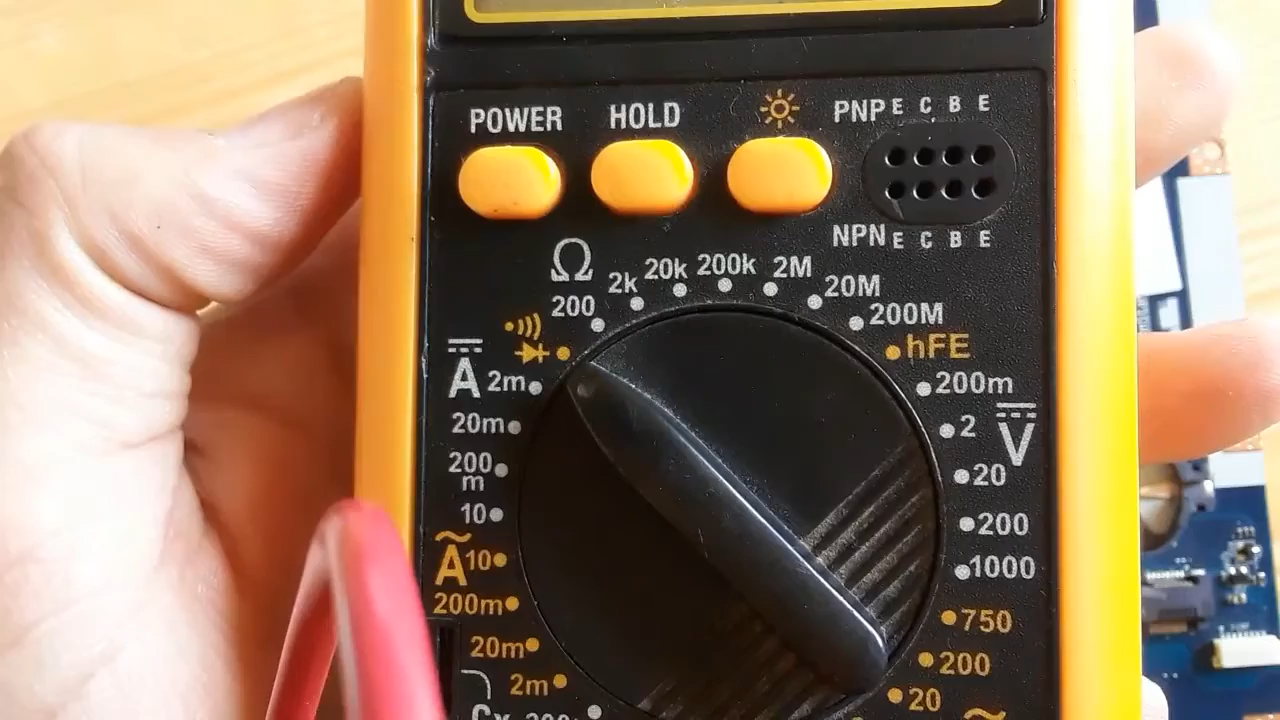 POWER HOLD PNP E C B E
NPN E C B E
Ω 200 2k 20k 200k 2M 20M 200M
hFE
A 2m
20m
200
m
10
A 10
200m
20m
2m
Cx
200m
2 V
20
200
1000
750
200
20